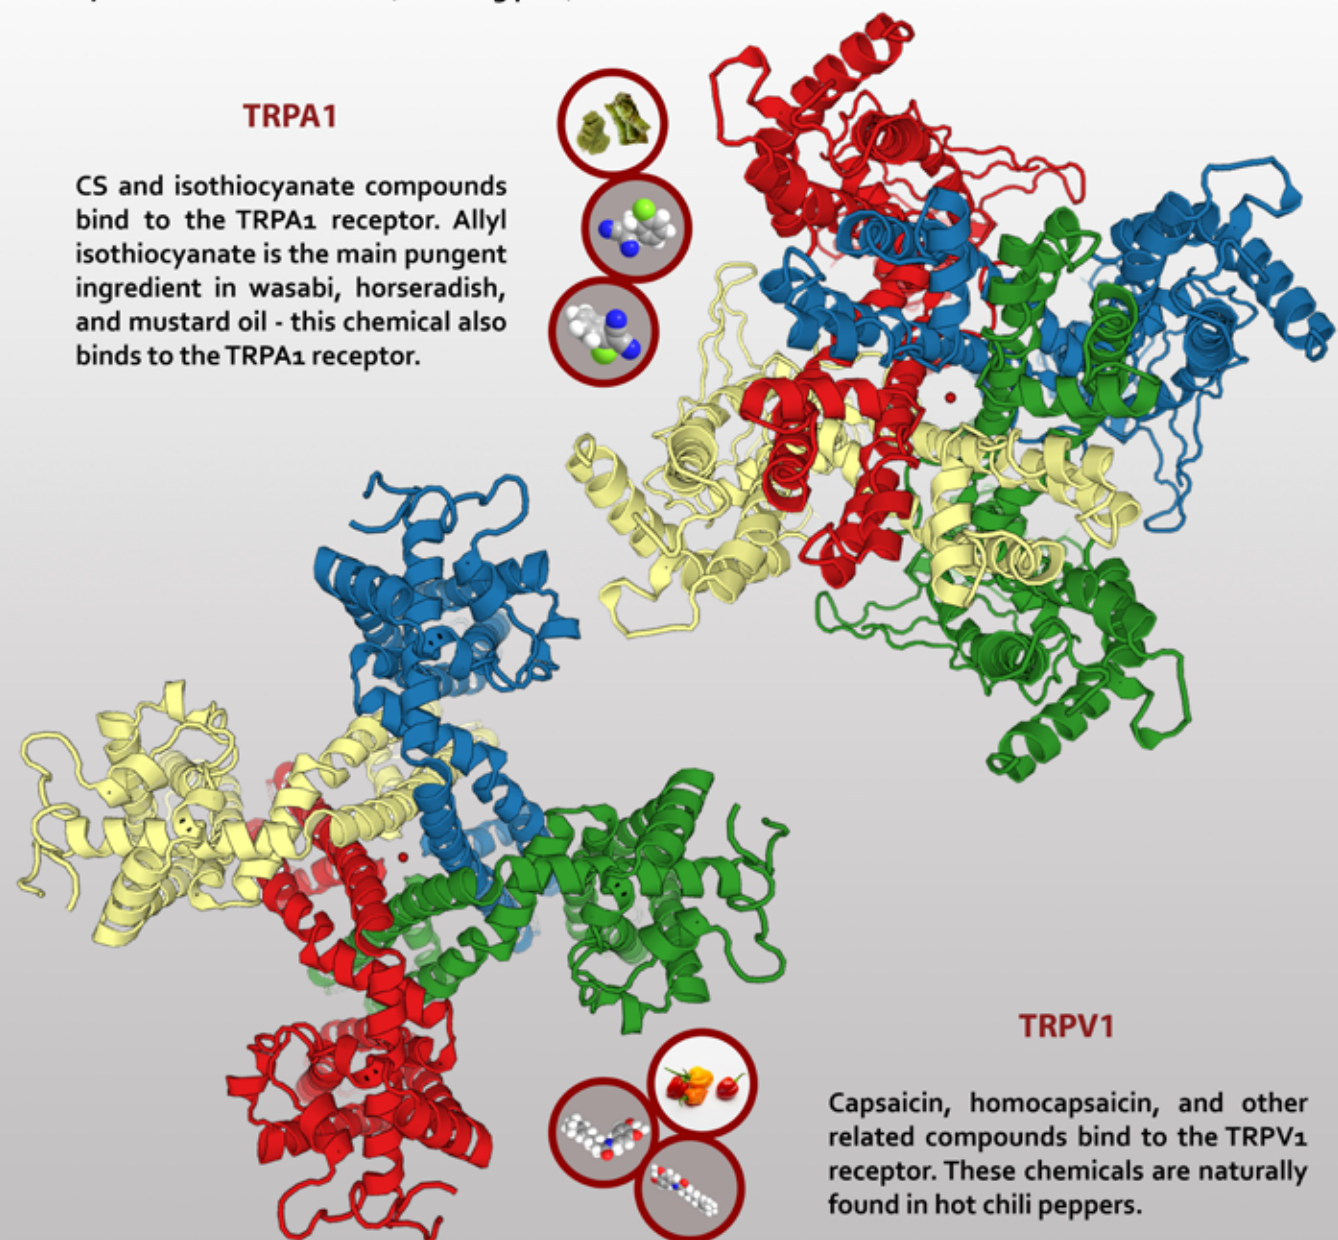 TRPA1
CS and isothiocyanate compounds
bind to the TRPA1 receptor. Allyl
isothiocyanate is the main pungent
ingredient in wasabi, horseradish,
and mustard oil - this chemical also
binds to the TRPA1 receptor.
TRPV1
Capsaicin, homocapsaicin, and other
related compounds bind to the TRPV1
receptor. These chemicals are naturally
found in hot chili peppers.